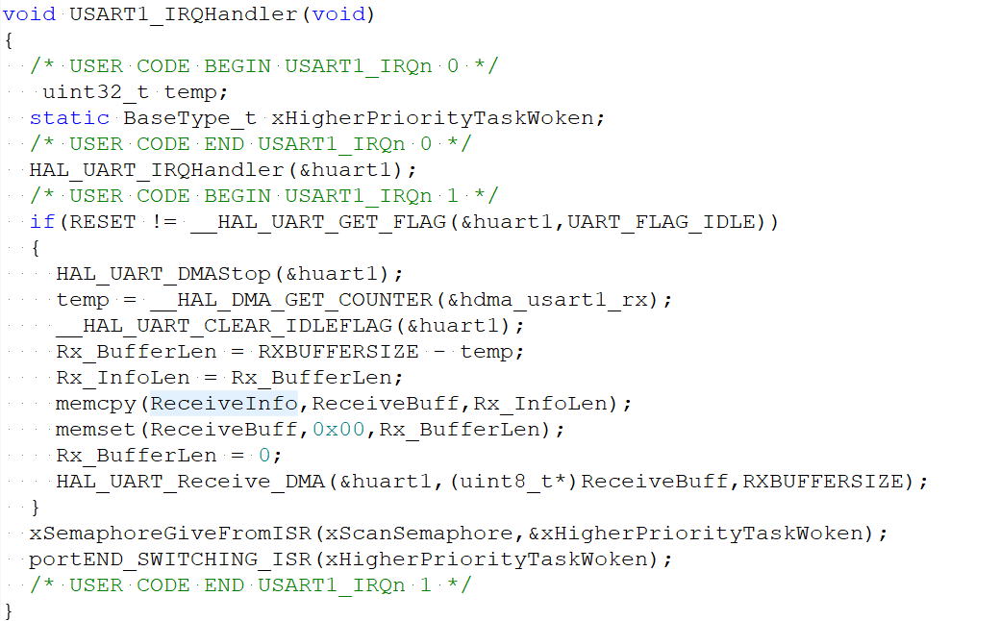 void USART1_IRQHandler(void)
{
/* USER CODE BEGIN USART1_IRQn 0 */
uint32_t temp;
static BaseType_t xHigherPriorityTaskWoken;
/* USER CODE END USART1_IRQn 0 */
HAL_UART_IRQHandler(&huart1);
/* USER CODE BEGIN USART1_IRQn 1 */
if(RESET != __HAL_UART_GET_FLAG(&huart1,UART_FLAG_IDLE))
{
HAL_UART_DMAStop(&huart1);
temp = __HAL_DMA_GET_COUNTER(&hdma_usart1_rx);
__HAL_UART_CLEAR_IDLEFLAG(&huart1);
Rx_BufferLen = RXBUFFERSIZE - temp;
Rx_InfoLen = Rx_BufferLen;
memcpy(ReceiveInfo,ReceiveBuff,Rx_InfoLen);
memset(ReceiveBuff,0x00,Rx_BufferLen);
Rx_BufferLen = 0;
HAL_UART_Receive_DMA(&huart1,(uint8_t*)ReceiveBuff,RXBUFFERSIZE);
}
xSemaphoreGiveFromISR(xScanSemaphore,&xHigherPriorityTaskWoken);
portEND_SWITCHING_ISR(xHigherPriorityTaskWoken);
/* USER CODE END USART1_IRQn 1 */
}